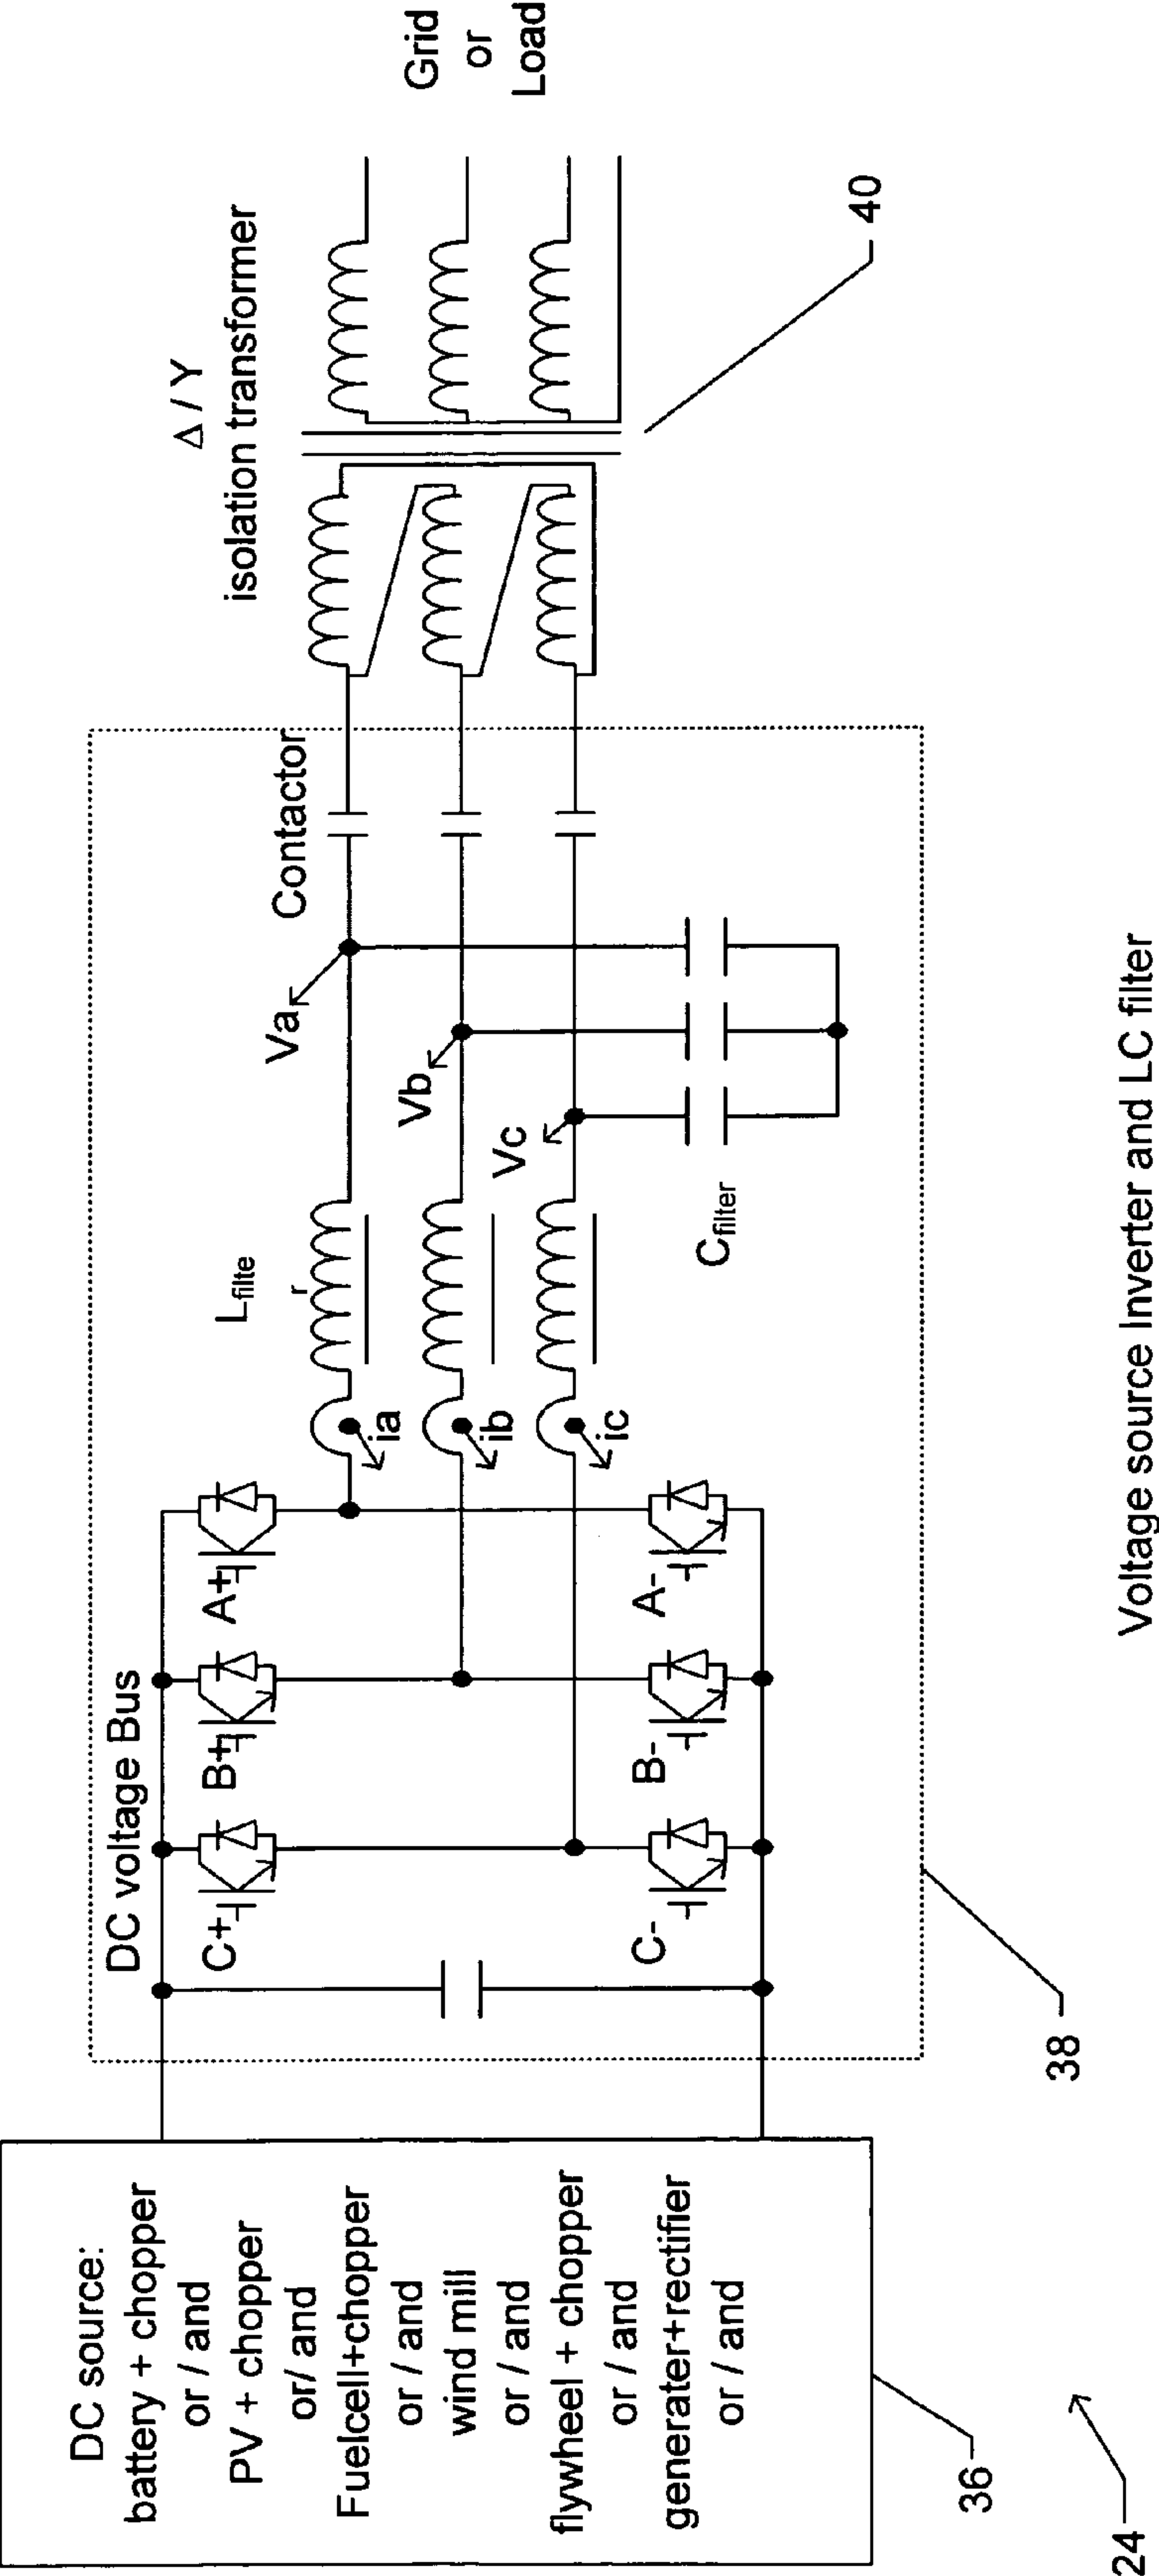 DC source:
battery + chopper
or / and
PV + chopper
or/ and
Fuelcell+chopper
or / and
wind mill
or / and
flywheel + chopper
or / and
generater+rectifier
or / and
36
24
DC voltage Bus
C+
B+
A+
C-
B-
A-
ia
ib
ic
Lfilte
r
Va
Vb
Vc
Cfilter
Contactor
38
Δ / Y
isolation transformer
40
Grid
or
Load
Voltage source Inverter and LC filter